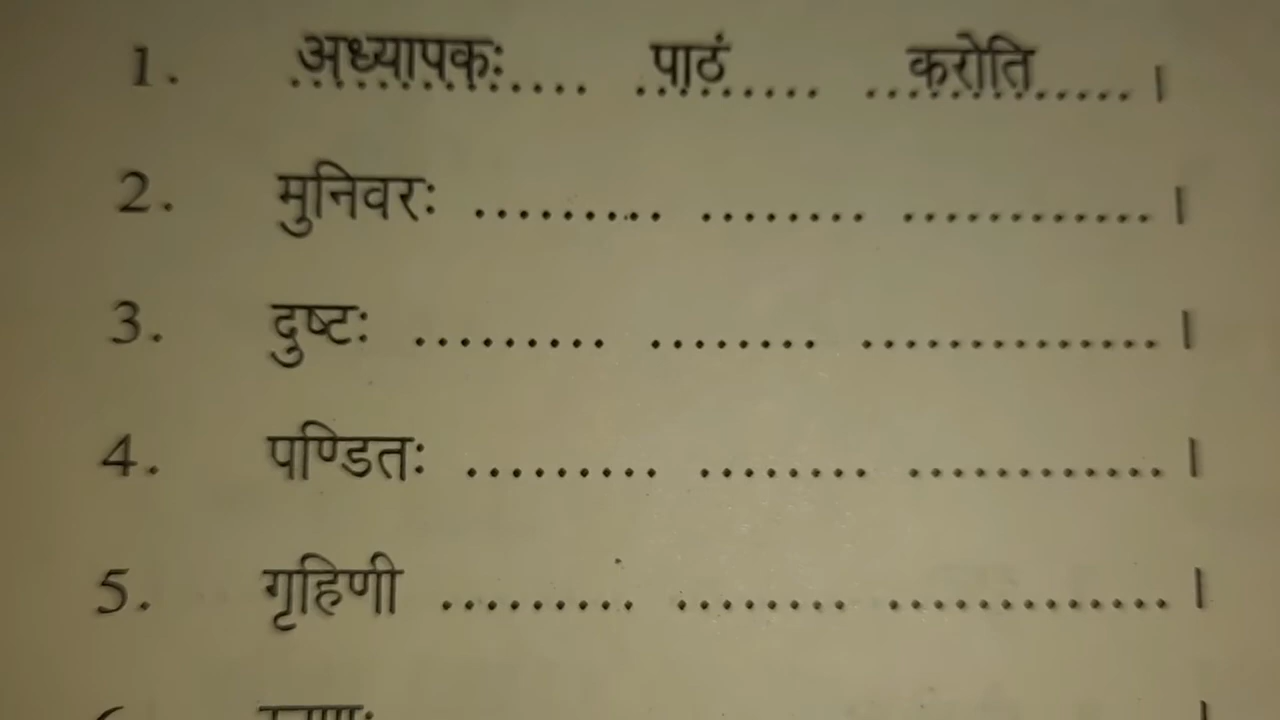 1. अध्यापकः पाठं करोति ।
2. मुनिवरः ......... ........ ............ ।
3. दुष्टः ......... ........ .............. ।
4. पण्डितः ......... ........ ............ ।
5. गृहिणी ......... ........ ............. ।